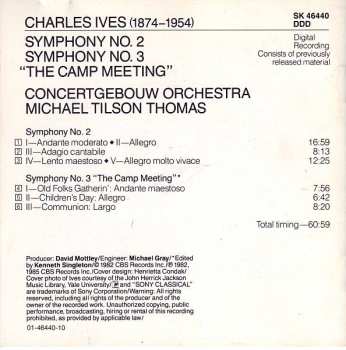 CHARLES IVES (1874–1954)
SK 46440
DDD
SYMPHONY NO. 2
SYMPHONY NO. 3
"THE CAMP MEETING"
Digital
Recording
Consists of previously
released material
CONCERTGEBOUW ORCHESTRA
MICHAEL TILSON THOMAS
Symphony No. 2
1 I—Andante moderato ◆ II—Allegro 16:59
2 III—Adagio cantabile 8:13
3 IV—Lento maestoso ◆ V—Allegro molto vivace 12:25
Symphony No. 3 "The Camp Meeting"*
4 I—Old Folks Gatherin': Andante maestoso 7:56
5 II—Children's Day: Allegro 6:42
6 III—Communion: Largo 8:20
Total timing—60:59
Producer: David Mottley/Engineer: Michael Gray/*Edited
by Kenneth Singleton/© 1982 CBS Records Inc./℗ 1982,
1985 CBS Records Inc./Cover design: Henrietta Condak/
Cover photo of Ives courtesy of the John Herrick Jackson
Music Library, Yale University/ and "SONY CLASSICAL"
are trademarks of Sony Corporation/Warning: All
rights reserved, including all rights of the producer and of the
owner of the recorded work. Unauthorized copying, public
performance, broadcasting, hiring or rental of this recording
prohibited, as provided by applicable law/
01-46440-10